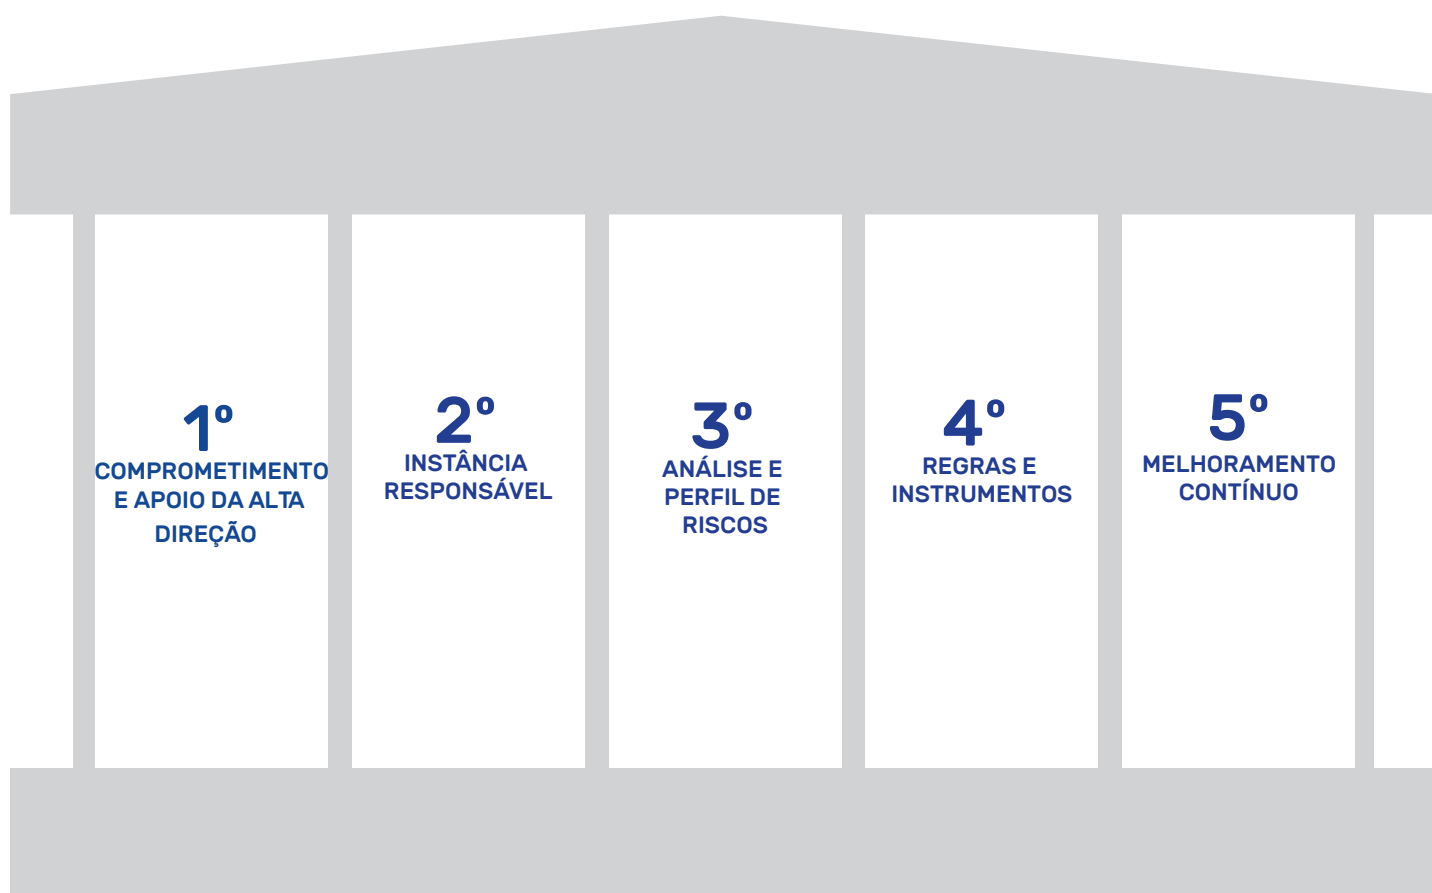 1º
COMPROMETIMENTO
E APOIO DA ALTA
DIREÇÃO
2º
INSTÂNCIA
RESPONSÁVEL
3º
ANÁLISE E
PERFIL DE
RISCOS
4º
REGRAS E
INSTRUMENTOS
5º
MELHORAMENTO
CONTÍNUO